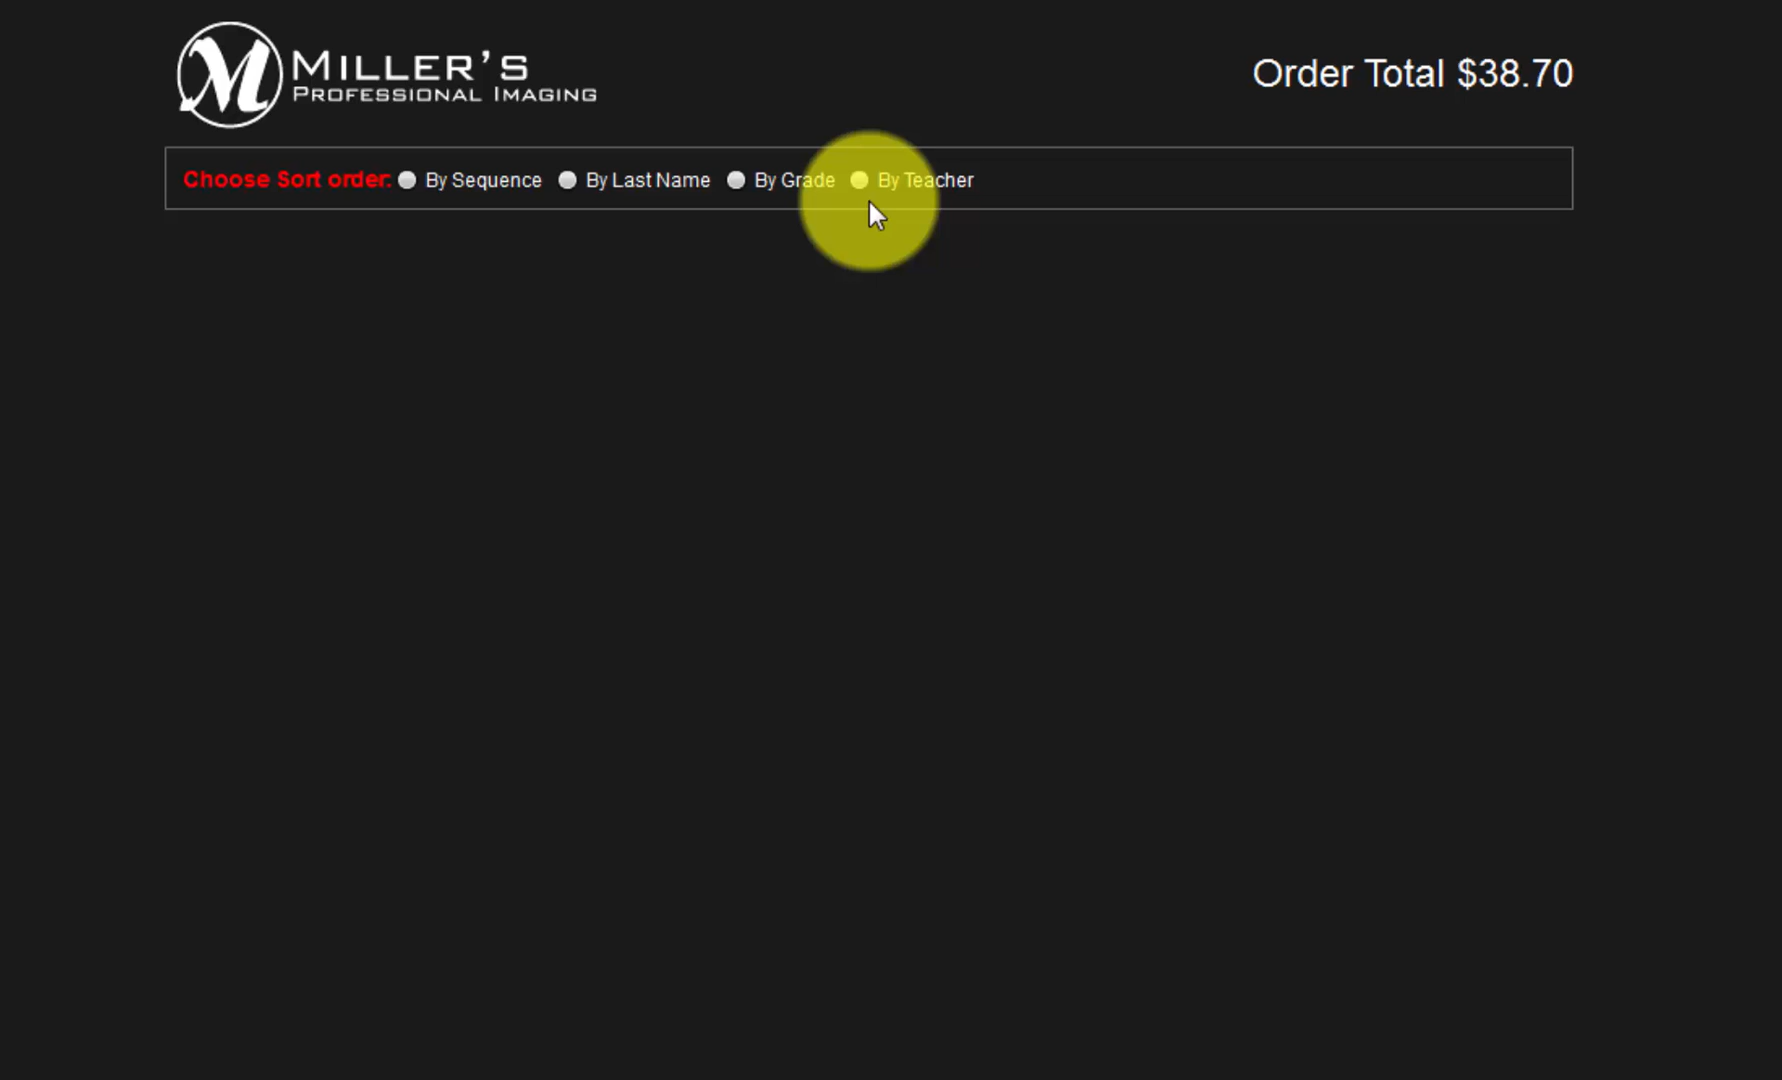 M MILLER'S
PROFESSIONAL IMAGING
Order Total $38.70
Choose Sort order: By Sequence By Last Name By Grade By Teacher